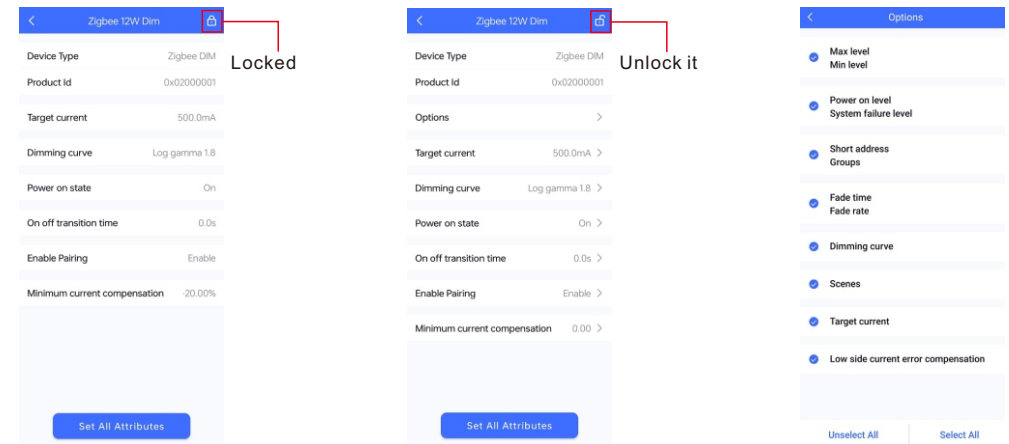 Zigbee 12W Dim
Device Type Zigbee DIM
Product Id 0x02000001
Target current 500.0mA
Dimming curve Log gamma 1.8
Power on state On
On off transition time 0.0s
Enable Pairing Enable
Minimum current compensation -20.00%
Set All Attributes
Locked
Zigbee 12W Dim
Device Type Zigbee DIM
Product Id 0x02000001
Options
Target current 500.0mA
Dimming curve Log gamma 1.8
Power on state On
On off transition time 0.0s
Enable Pairing Enable
Minimum current compensation 0.00
Set All Attributes
Unlock it
Options
Max level
Min level
Power on level
System failure level
Short address
Groups
Fade time
Fade rate
Dimming curve
Scenes
Target current
Low side current error compensation
Unselect All Select All